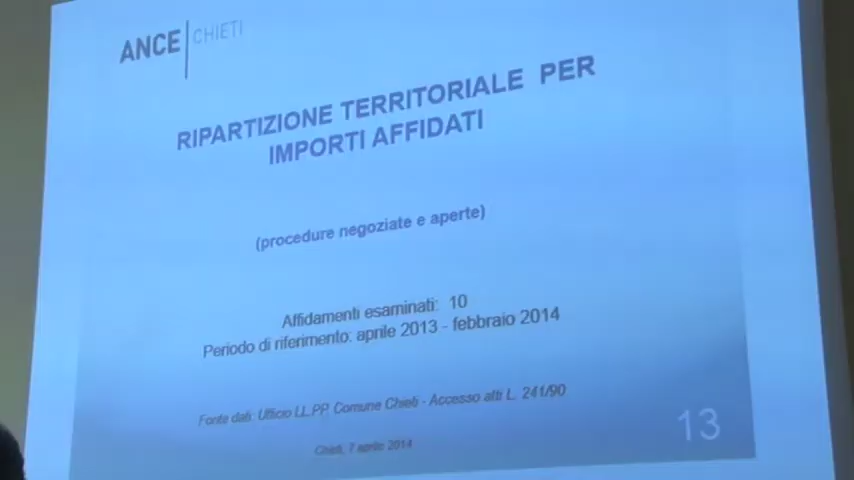 ANCE CHIETI
RIPARTIZIONE TERRITORIALE PER
IMPORTI AFFIDATI
(procedure negoziate e aperte)
Affidamenti esaminati: 10
Periodo di riferimento: aprile 2013 - febbraio 2014
Fonte dati: Ufficio LL.PP. Comune Chieti - Accesso atti L. 241/90
Chieti, 7 aprile 2014
13